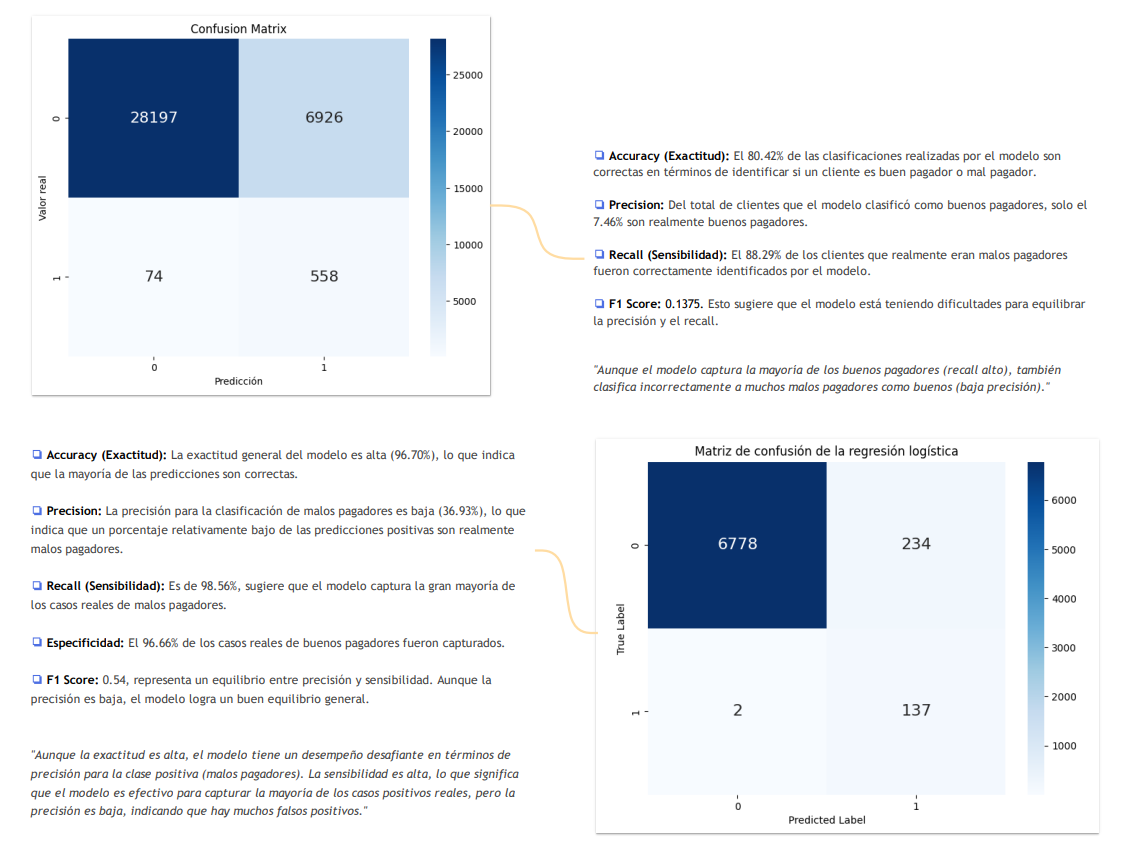 Confusion Matrix
0
28197
6926
1
74
558
0
1
Valor real
Predicción
25000
20000
15000
10000
5000
Accuracy (Exactitud): El 80.42% de las clasificaciones realizadas por el modelo son
correctas en términos de identificar si un cliente es buen pagador o mal pagador.
Precision: Del total de clientes que el modelo clasificó como buenos pagadores, solo el
7.46% son realmente buenos pagadores.
Recall (Sensibilidad): El 88.29% de los clientes que realmente eran malos pagadores
fueron correctamente identificados por el modelo.
F1 Score: 0.1375. Esto sugiere que el modelo está teniendo dificultades para equilibrar
la precisión y el recall.
"Aunque el modelo captura la mayoría de los buenos pagadores (recall alto), también
clasifica incorrectamente a muchos malos pagadores como buenos (baja precisión)."
Accuracy (Exactitud): La exactitud general del modelo es alta (96.70%), lo que indica
que la mayoría de las predicciones son correctas.
Precision: La precisión para la clasificación de malos pagadores es baja (36.93%), lo que
indica que un porcentaje relativamente bajo de las predicciones positivas son realmente
malos pagadores.
Recall (Sensibilidad): Es de 98.56%, sugiere que el modelo captura la gran mayoría de
los casos reales de malos pagadores.
Especificidad: El 96.66% de los casos reales de buenos pagadores fueron capturados.
F1 Score: 0.54, representa un equilibrio entre precisión y sensibilidad. Aunque la
precisión es baja, el modelo logra un buen equilibrio general.
"Aunque la exactitud es alta, el modelo tiene un desempeño desafiante en términos de
precisión para la clase positiva (malos pagadores). La sensibilidad es alta, lo que significa
que el modelo es efectivo para capturar la mayoría de los casos positivos reales, pero la
precisión es baja, indicando que hay muchos falsos positivos."
Matriz de confusión de la regresión logística
0
6778
234
1
2
137
0
1
True Label
Predicted Label
6000
5000
4000
3000
2000
1000